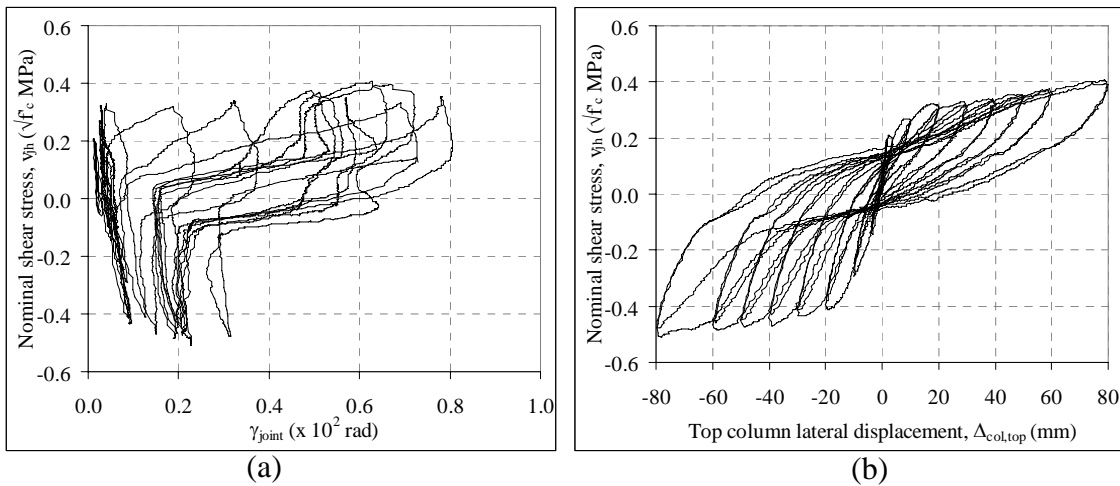 0.6
0.4
0.2
0.0
-0.2
-0.4
-0.6
Nominal shear stress, vjh (√f'c MPa)
0.0 0.2 0.4 0.6 0.8 1.0
γjoint (x 10² rad)
(a)
0.6
0.4
0.2
0.0
-0.2
-0.4
-0.6
Nominal shear stress, vjh (√f'c MPa)
-80 -60 -40 -20 0 20 40 60 80
Top column lateral displacement, Δcol,top (mm)
(b)